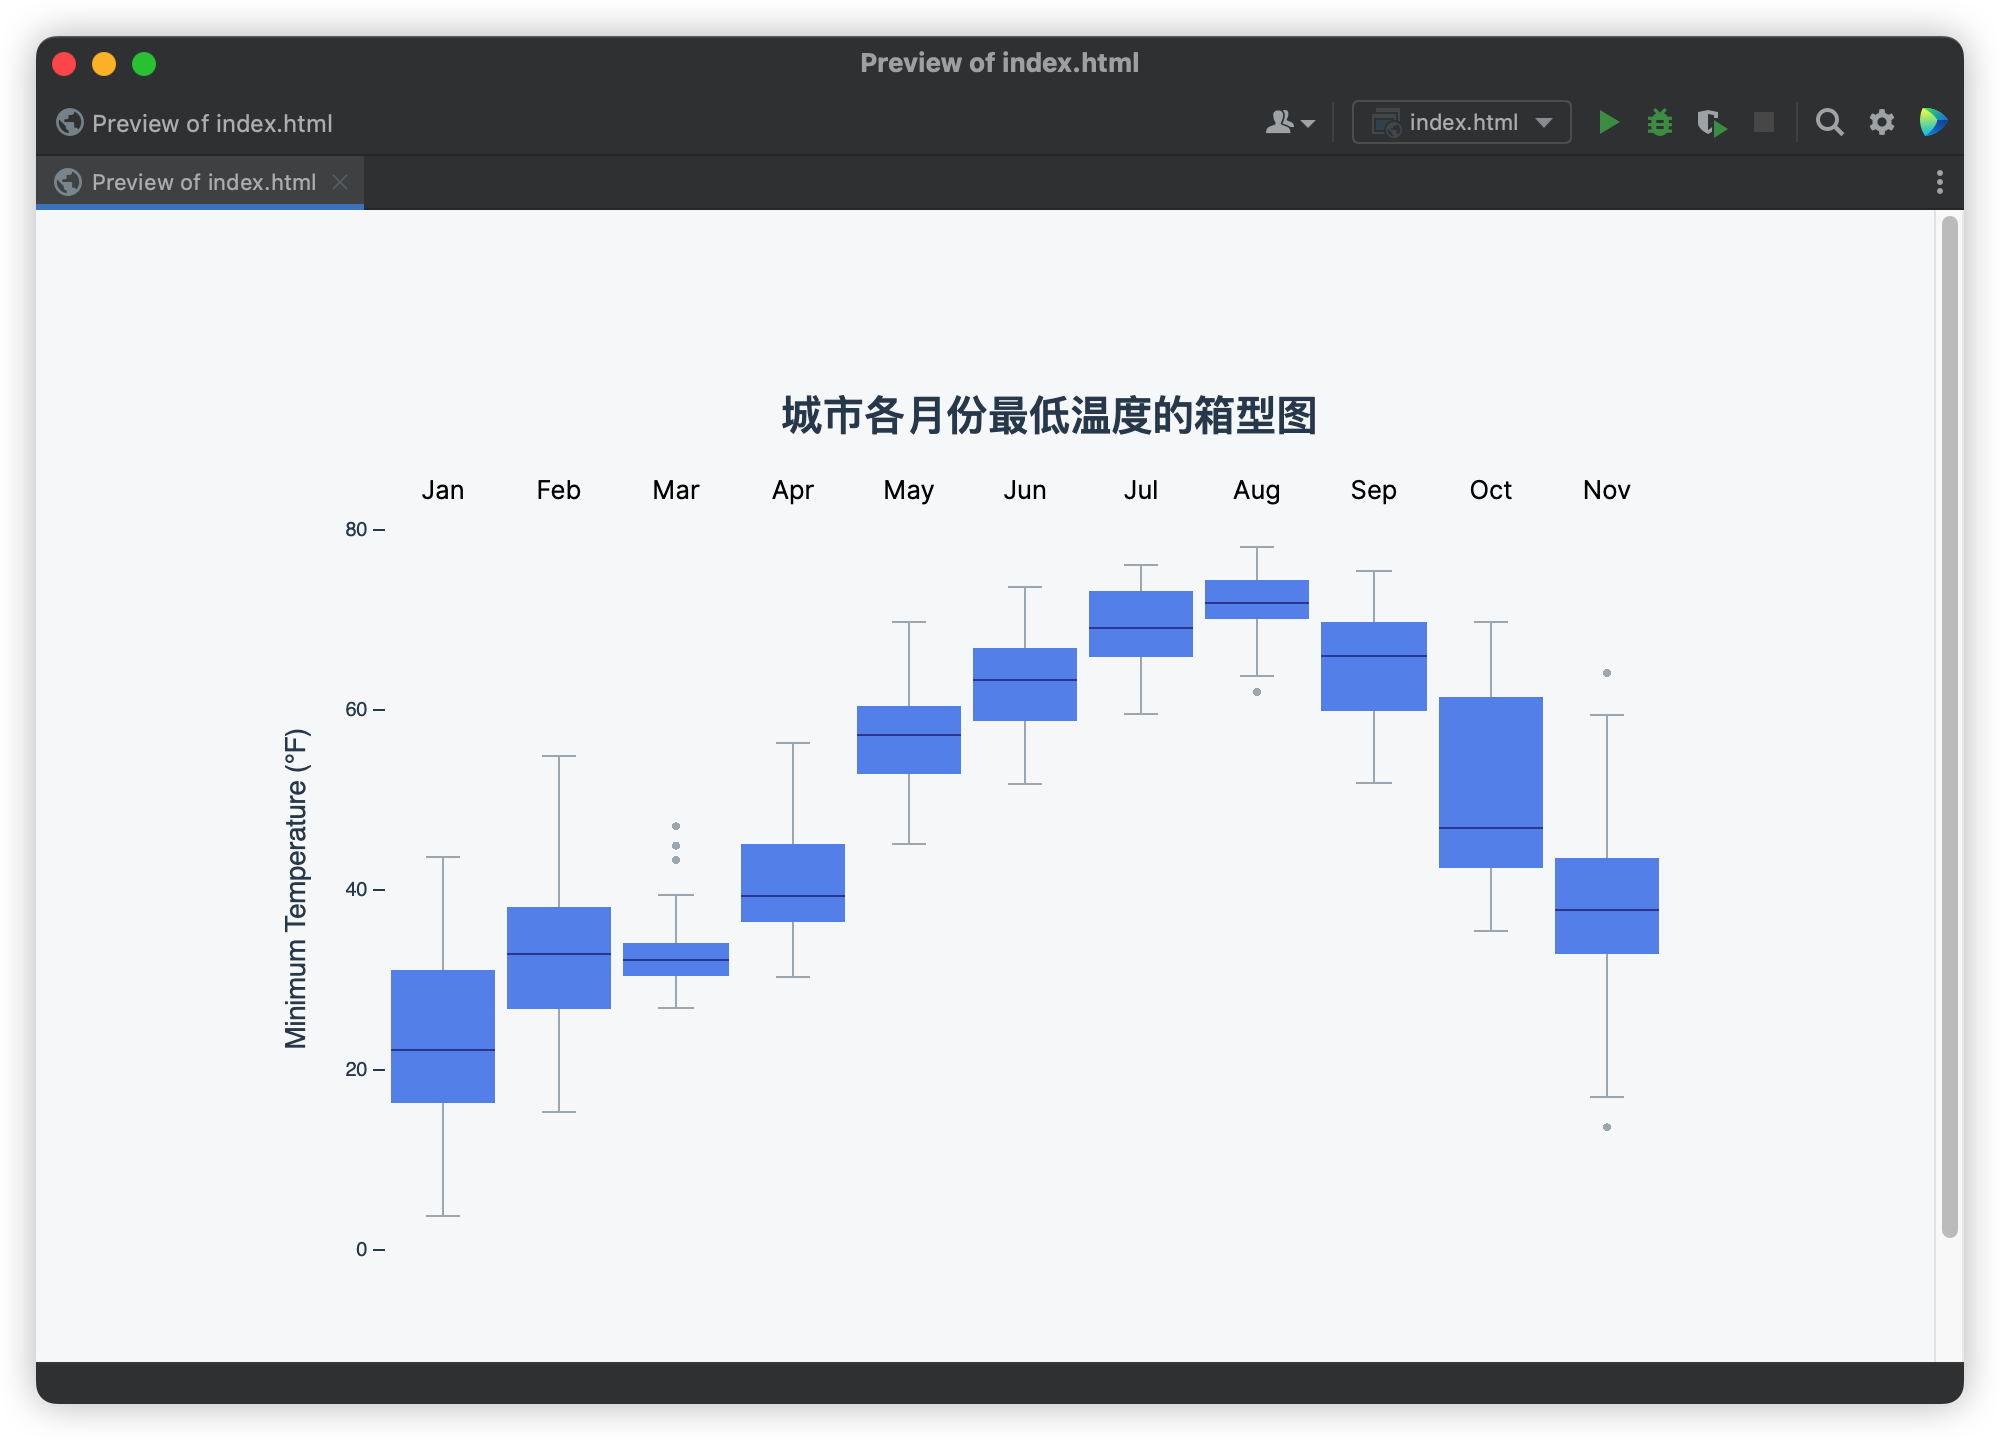 Preview of index.html
Preview of index.html
index.html
Preview of index.html
城市各月份最低温度的箱型图
Jan Feb Mar Apr May Jun Jul Aug Sep Oct Nov
80
60
40
20
0
Minimum Temperature (°F)